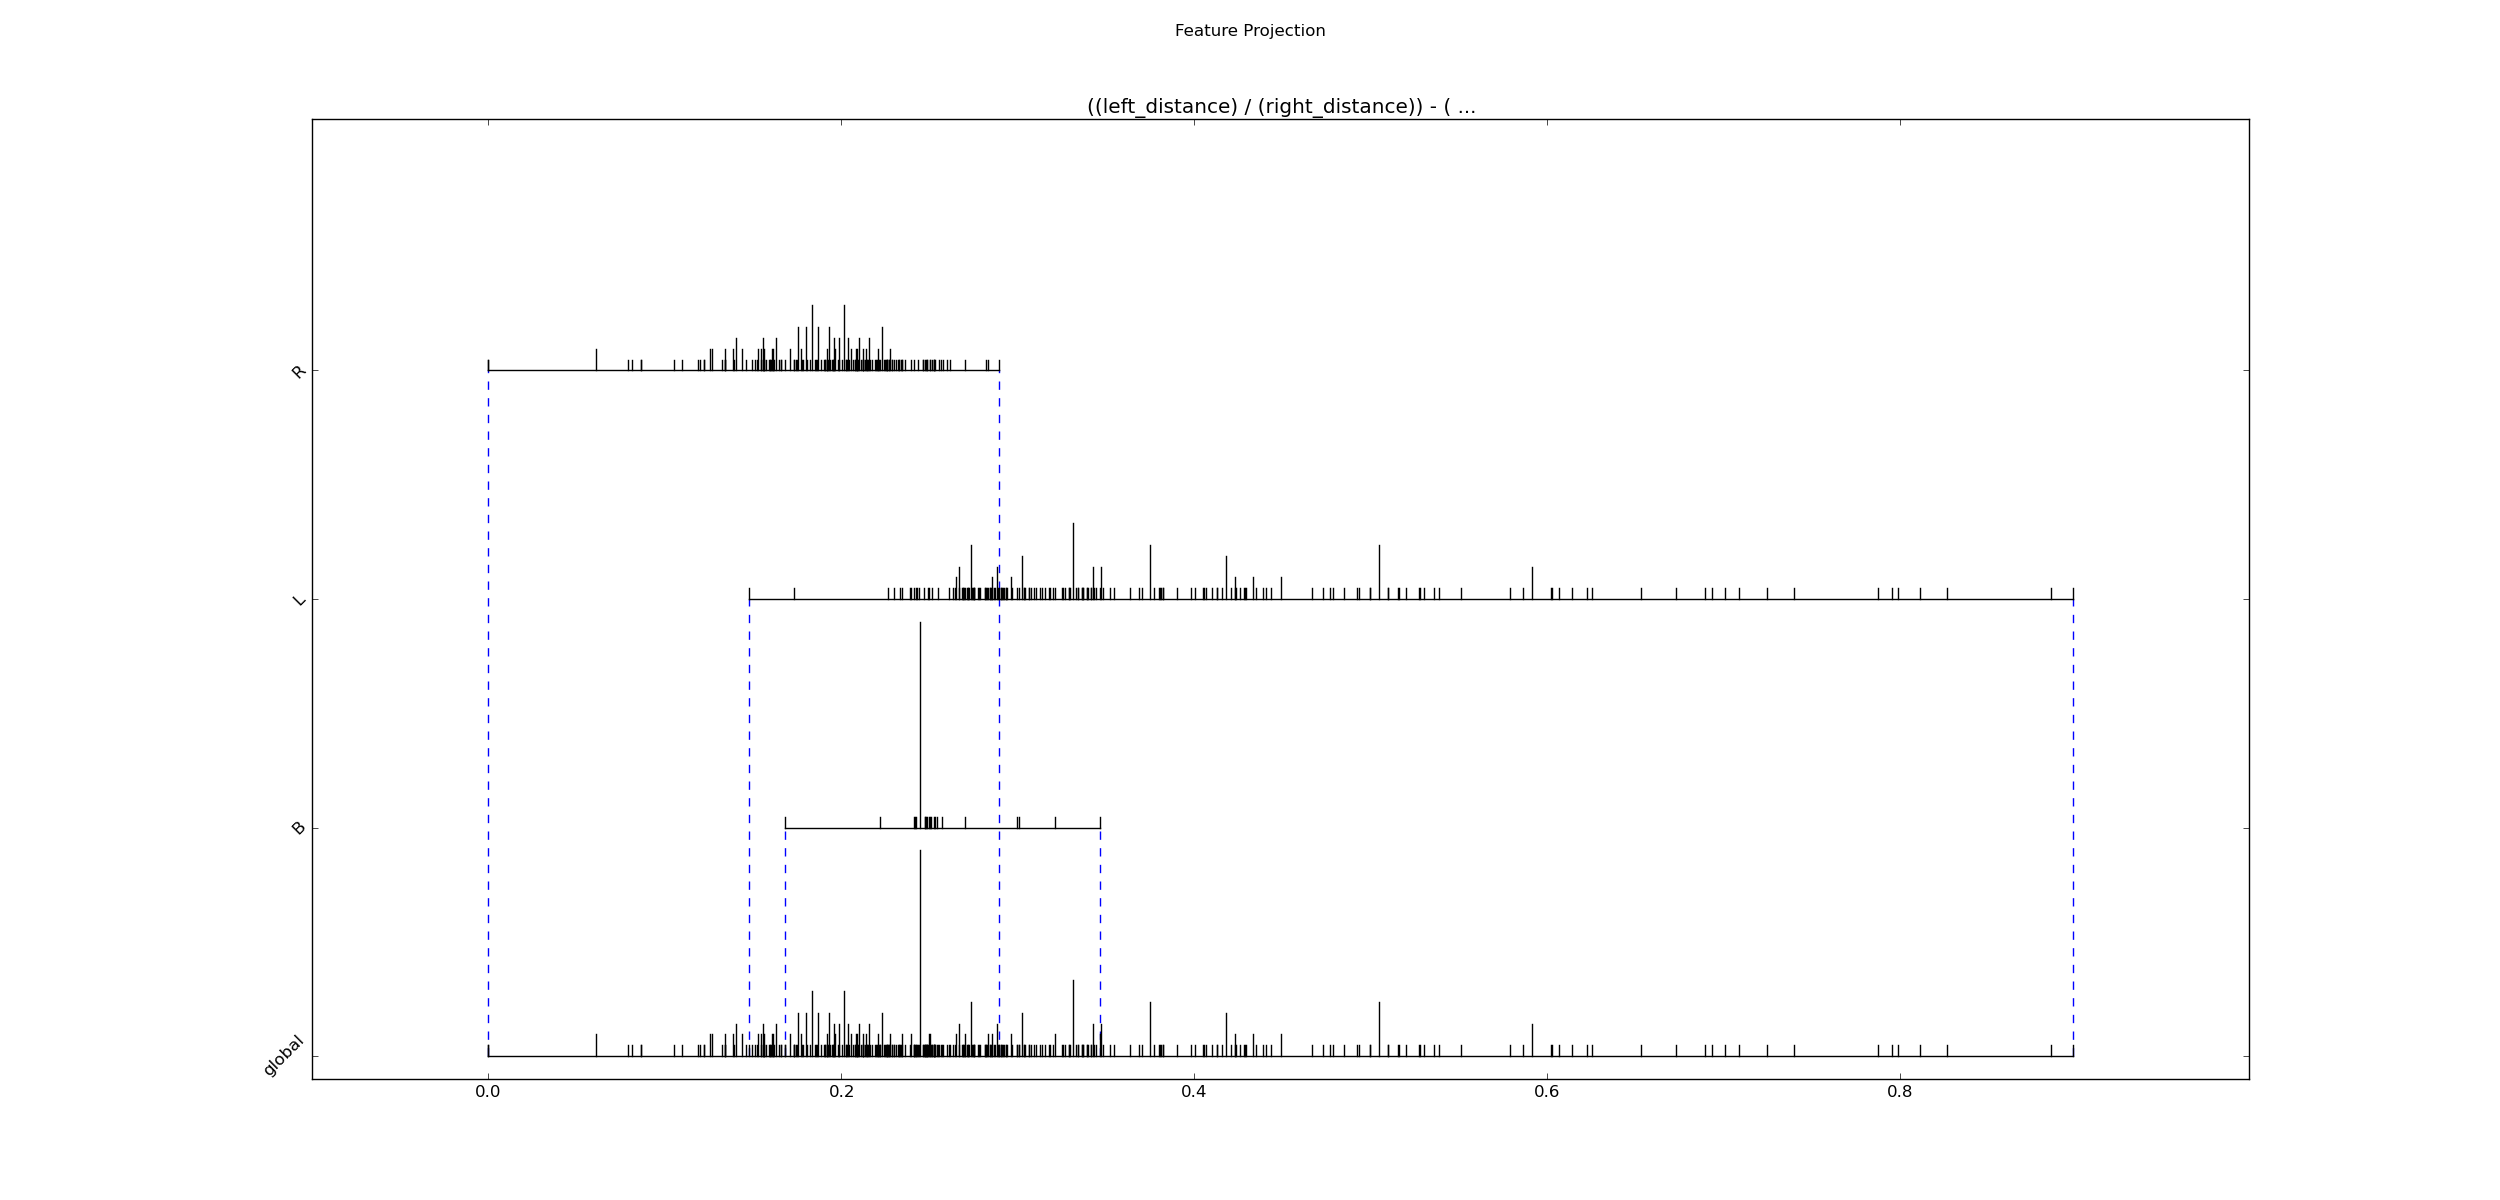 Feature Projection
((left_distance) / (right_distance)) - ( ...
R
L
B
global
0.0 0.2 0.4 0.6 0.8